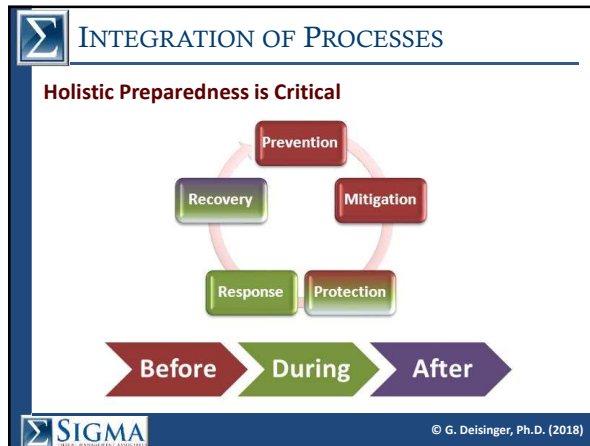 Σ INTEGRATION OF PROCESSES
Holistic Preparedness is Critical
Prevention
Recovery
Mitigation
Response
Protection
Before
During
After
Σ SIGMA
© G. Deisinger, Ph.D. (2018)